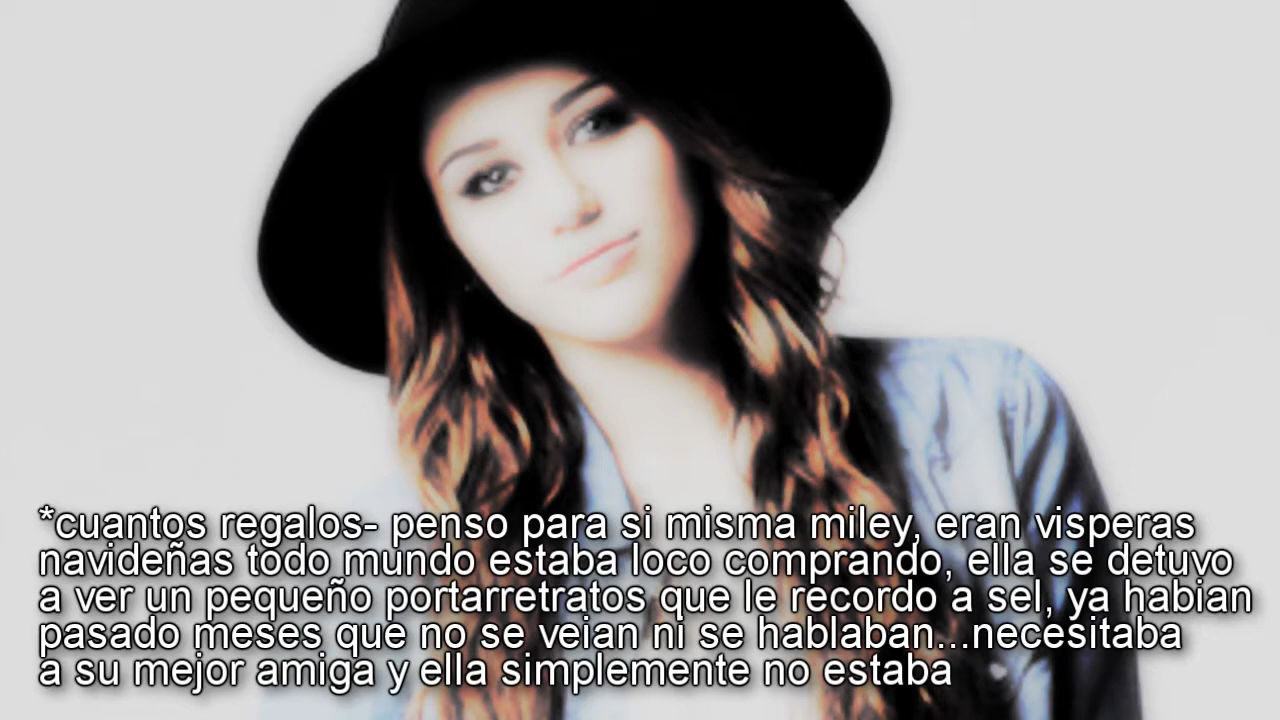 *cuantos regalos- penso para si misma miley, eran visperas
navideñas todo mundo estaba loco comprando, ella se detuvo
a ver un pequeño portarretratos que le recordo a sel, ya habian
pasado meses que no se veian ni se hablaban...necesitaba
a su mejor amiga y ella simplemente no estaba